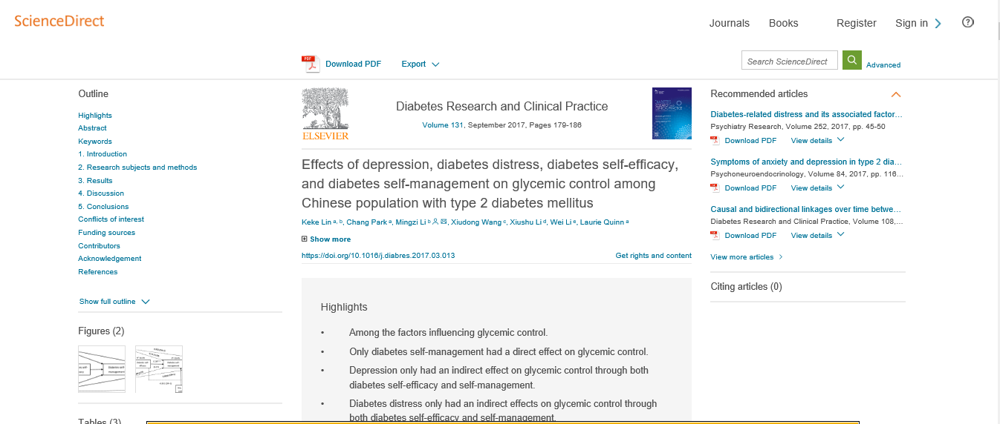 ScienceDirect
Journals Books Register Sign in
Download PDF Export
Search ScienceDirect
Advanced
Outline
Highlights
Abstract
Keywords
1. Introduction
2. Research subjects and methods
3. Results
4. Discussion
5. Conclusions
Conflicts of interest
Funding sources
Contributors
Acknowledgement
References
Show full outline
Figures (2)
Tables (3)
ELSEVIER
Diabetes Research and Clinical Practice
Volume 131, September 2017, Pages 179-186
Effects of depression, diabetes distress, diabetes self-efficacy,
and diabetes self-management on glycemic control among
Chinese population with type 2 diabetes mellitus
Keke Lin a, b, Chang Park a, Mingzi Li b, Xiudong Wang c, Xiushu Li d, Wei Li e, Laurie Quinn a
Show more
https://doi.org/10.1016/j.diabres.2017.03.013
Get rights and content
Highlights
• Among the factors influencing glycemic control.
• Only diabetes self-management had a direct effect on glycemic control.
• Depression only had an indirect effect on glycemic control through both
diabetes self-efficacy and self-management.
• Diabetes distress only had an indirect effects on glycemic control through
both diabetes self-efficacy and self-management.
Recommended articles
Diabetes-related distress and its associated factor...
Psychiatry Research, Volume 252, 2017, pp. 45-50
Download PDF View details
Symptoms of anxiety and depression in type 2 dia...
Psychoneuroendocrinology, Volume 84, 2017, pp. 116...
Download PDF View details
Causal and bidirectional linkages over time betwe...
Diabetes Research and Clinical Practice, Volume 108,...
Download PDF View details
View more articles
Citing articles (0)